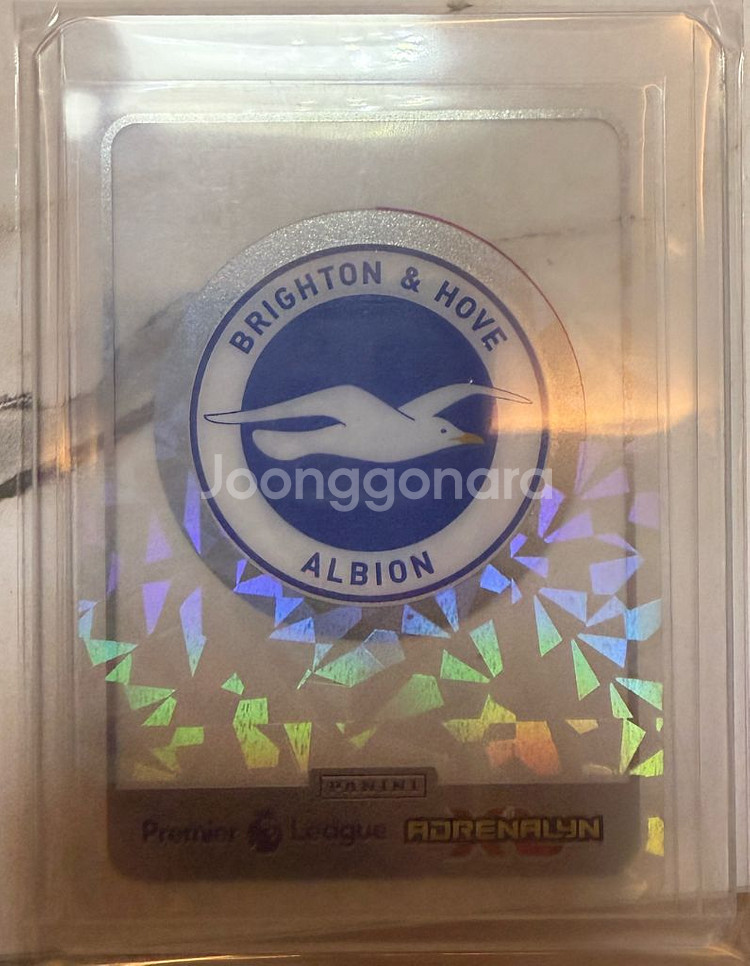 BRIGHTON & HOVE
Joonggonara
ALBION
PANINI
Premier League ADRENALYN
XL